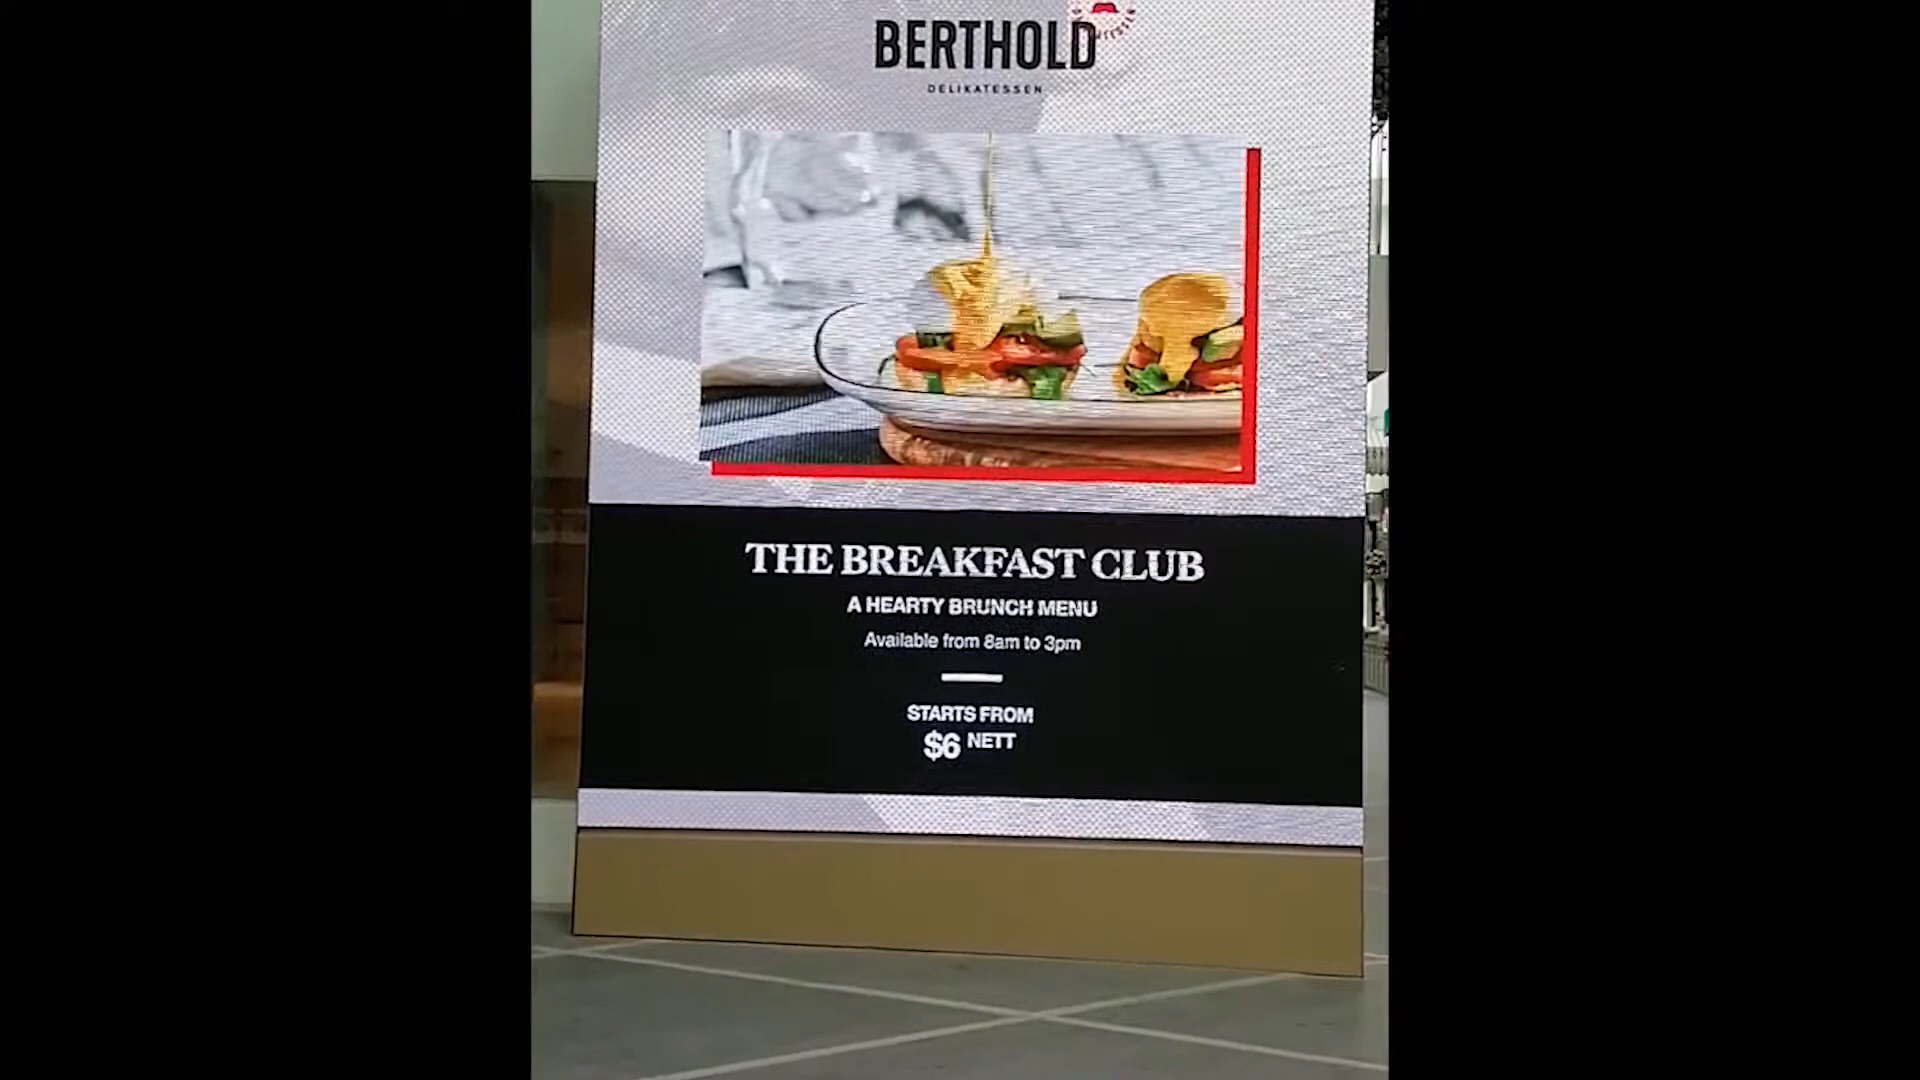 BERTHOLD
DELIKATESSEN
THE BREAKFAST CLUB
A HEARTY BRUNCH MENU
Available from 8am to 3pm
STARTS FROM
$6 NETT